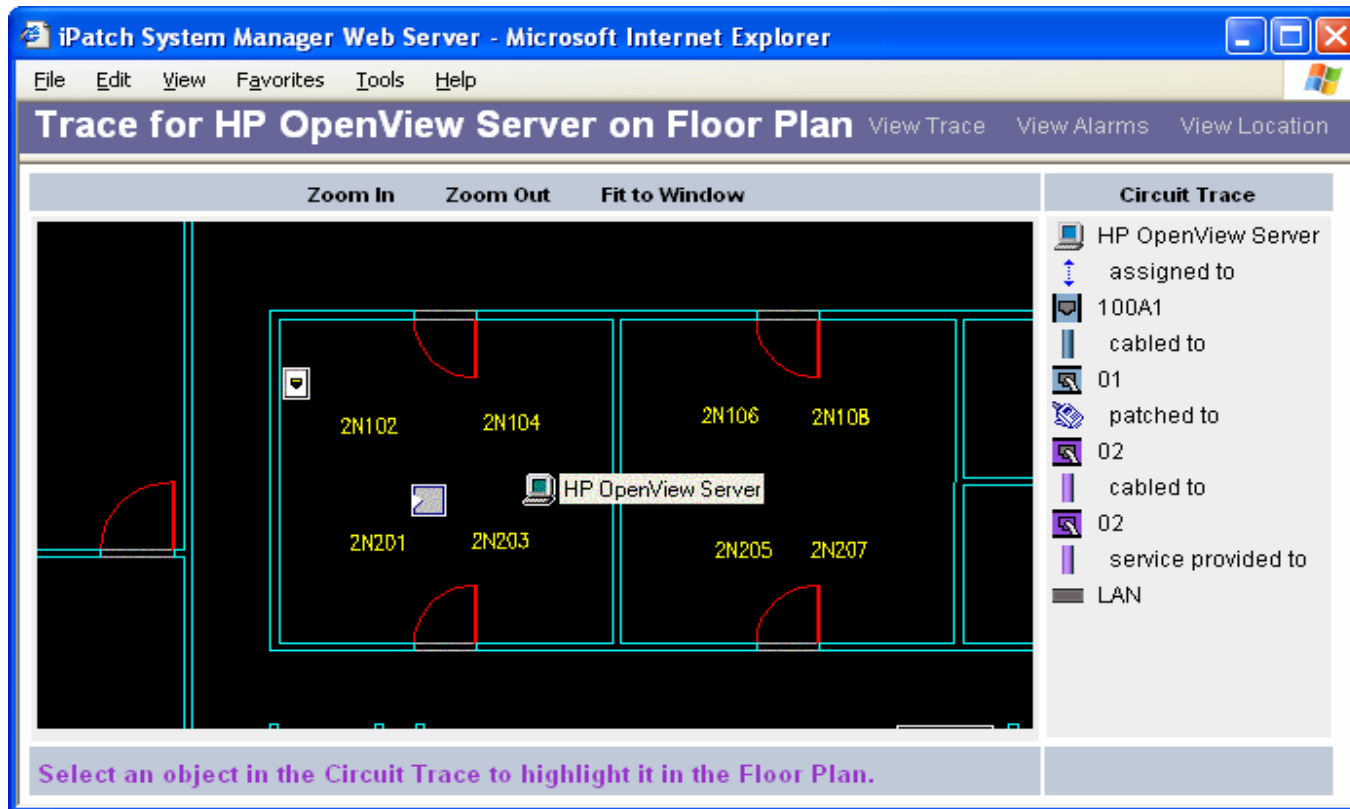 iPatch System Manager Web Server - Microsoft Internet Explorer
File Edit View Favorites Tools Help
Trace for HP OpenView Server on Floor Plan View Trace View Alarms View Location
Zoom In Zoom Out Fit to Window
Circuit Trace
2N102 2N104 2N106 2N108
HP OpenView Server
2N201 2N203 2N205 2N207
HP OpenView Server
assigned to
100A1
cabled to
01
patched to
02
cabled to
02
service provided to
LAN
Select an object in the Circuit Trace to highlight it in the Floor Plan.